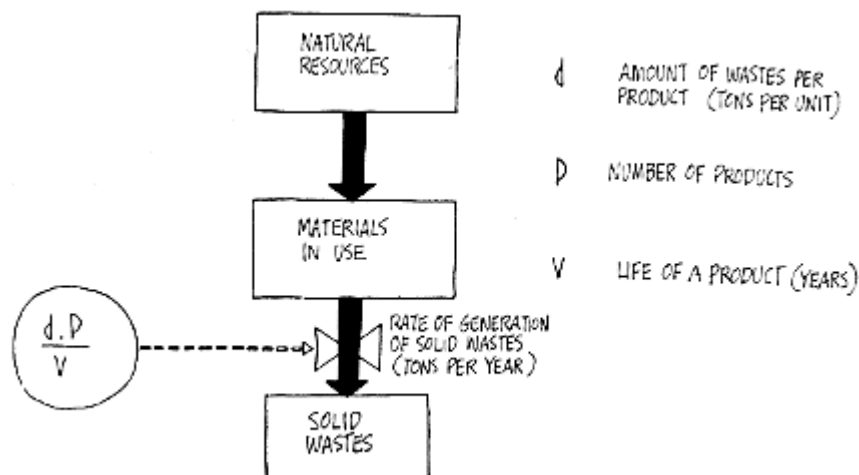 NATURAL
RESOURCES
d AMOUNT OF WASTES PER
PRODUCT (TONS PER UNIT)
P NUMBER OF PRODUCTS
MATERIALS
IN USE
V LIFE OF A PRODUCT (YEARS)
d.P
V
RATE OF GENERATION
OF SOLID WASTES
(TONS PER YEAR)
SOLID
WASTES